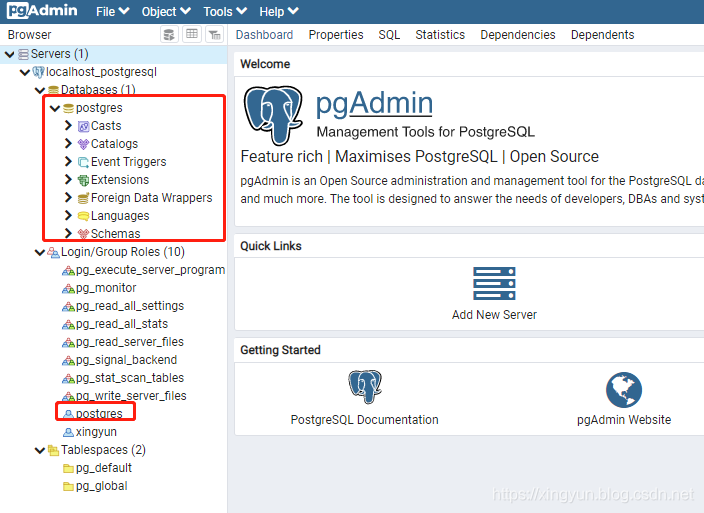 pgAdmin File Object Tools Help
Browser
Dashboard Properties SQL Statistics Dependencies Dependents
Servers (1)
localhost_postgresql
Databases (1)
postgres
Casts
Catalogs
Event Triggers
Extensions
Foreign Data Wrappers
Languages
Schemas
Login/Group Roles (10)
pg_execute_server_program
pg_monitor
pg_read_all_settings
pg_read_all_stats
pg_read_server_files
pg_signal_backend
pg_stat_scan_tables
pg_write_server_files
postgres
xingyun
Tablespaces (2)
pg_default
pg_global
Welcome
pgAdmin
Management Tools for PostgreSQL
Feature rich | Maximises PostgreSQL | Open Source
pgAdmin is an Open Source administration and management tool for the PostgreSQL da
and much more. The tool is designed to answer the needs of developers, DBAs and syst
Quick Links
Add New Server
Getting Started
PostgreSQL Documentation
pgAdmin Website
https://xingyun.blog.csdn.net